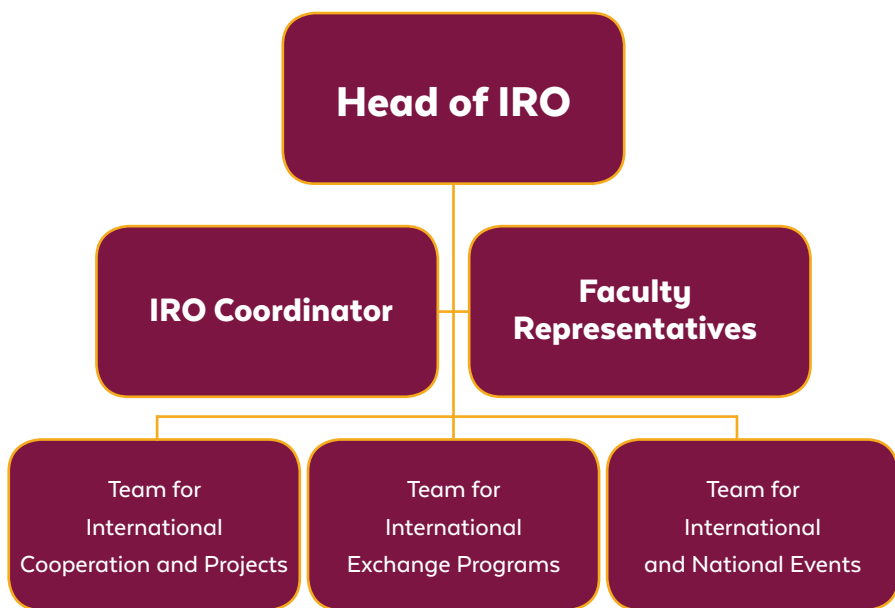 Head of IRO
IRO Coordinator
Faculty
Representatives
Team for
International
Cooperation and Projects
Team for
International
Exchange Programs
Team for
International
and National Events